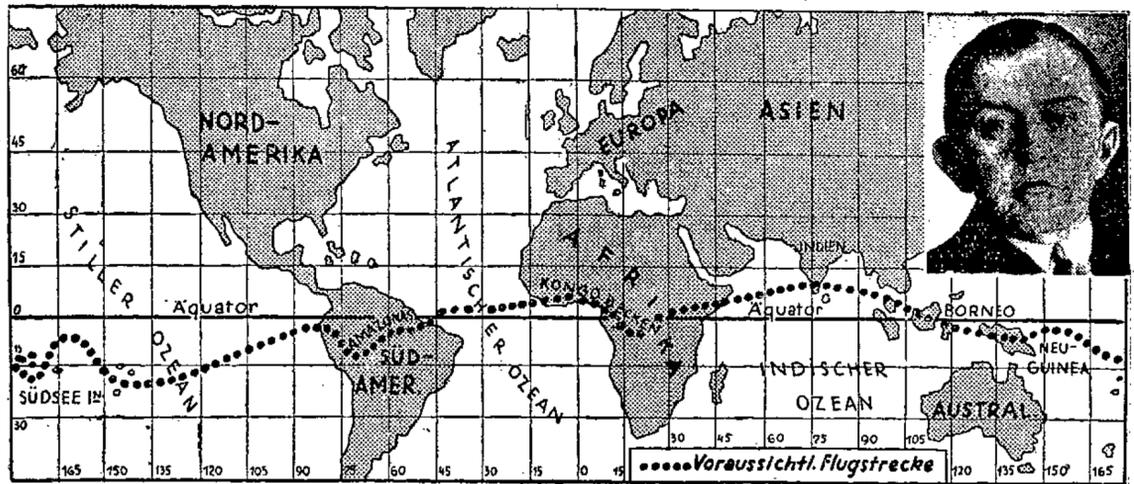 60
45
30
15
0
15
30
NORD-
AMERIKA
ATLANTISCHER OZEAN
EUROPA
ASIEN
STILLER OZEAN
AFRIKA
INDIEN
KONGOBECKEN
Äquator
AMAZONAS
Äquator
BORNEO
SÜD-
AMER.
NEU-
GUINEA
INDISCHER
OZEAN
SÜDSEE IN.
AUSTRAL.
165 150 135 120 105 90 75 60 45 30 15 0 15 30 45 60 75 90 105 120 135 150 165
Voraussichtl. Flugstrecke